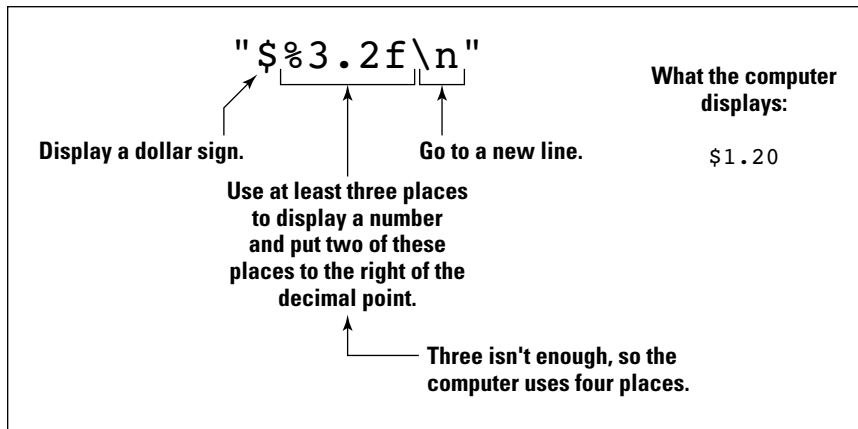 "$%3.2f\n"
What the computer
displays:
Display a dollar sign.
Go to a new line.
$1.20
Use at least three places
to display a number
and put two of these
places to the right of the
decimal point.
Three isn't enough, so the
computer uses four places.